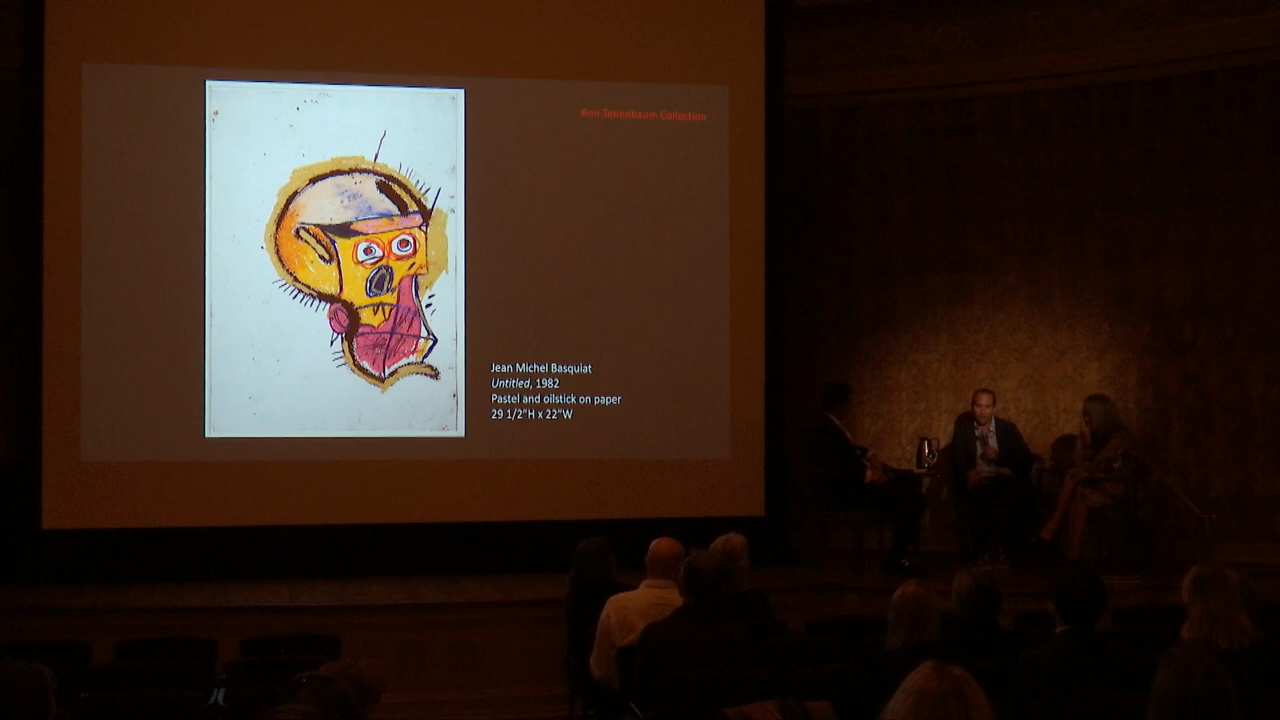 Ann Tenenbaum Collection
Jean Michel Basquiat
Untitled, 1982
Pastel and oilstick on paper
29 1/2"H x 22"W